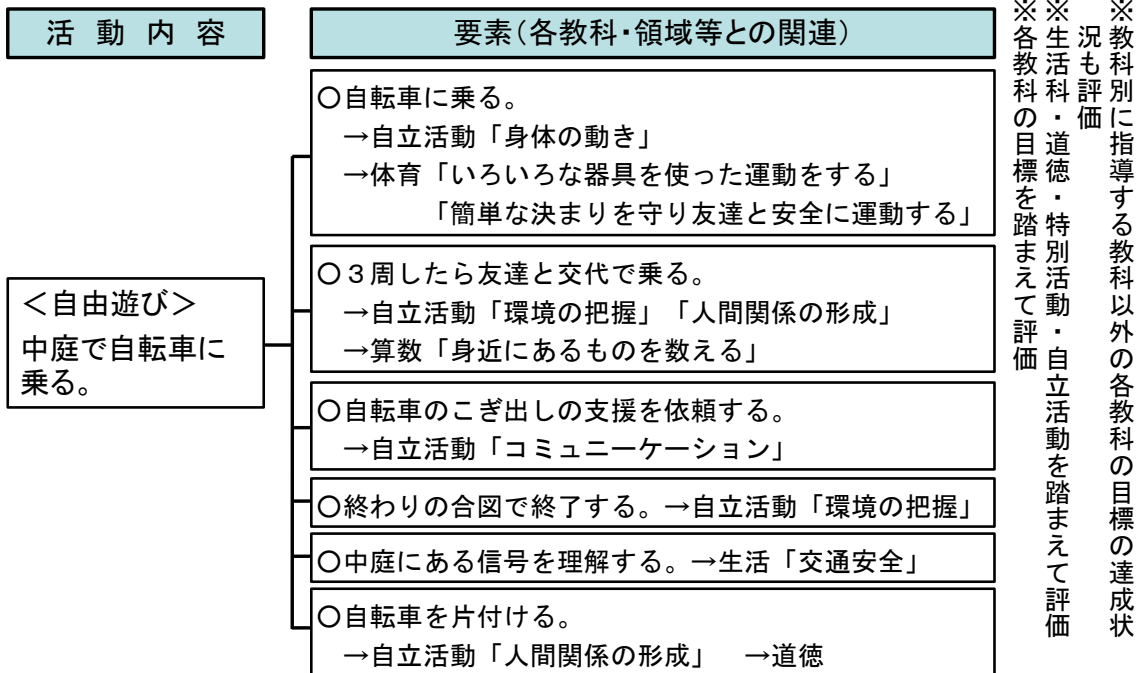 活動内容
要素（各教科・領域等との関連）
＜自由遊び＞
中庭で自転車に
乗る。
○自転車に乗る。
→自立活動「身体の動き」
→体育「いろいろな器具を使った運動をする」
「簡単な決まりを守り友達と安全に運動する」
○３周したら友達と交代で乗る。
→自立活動「環境の把握」「人間関係の形成」
→算数「身近にあるものを数える」
○自転車のこぎ出しの支援を依頼する。
→自立活動「コミュニーケーション」
○終わりの合図で終了する。→自立活動「環境の把握」
○中庭にある信号を理解する。→生活「交通安全」
○自転車を片付ける。
→自立活動「人間関係の形成」　→道徳
※教科別に指導する教科以外の各教科の目標の達成状
況も評価
※生活科・道徳・特別活動・自立活動を踏まえて評価
※各教科の目標を踏まえて評価